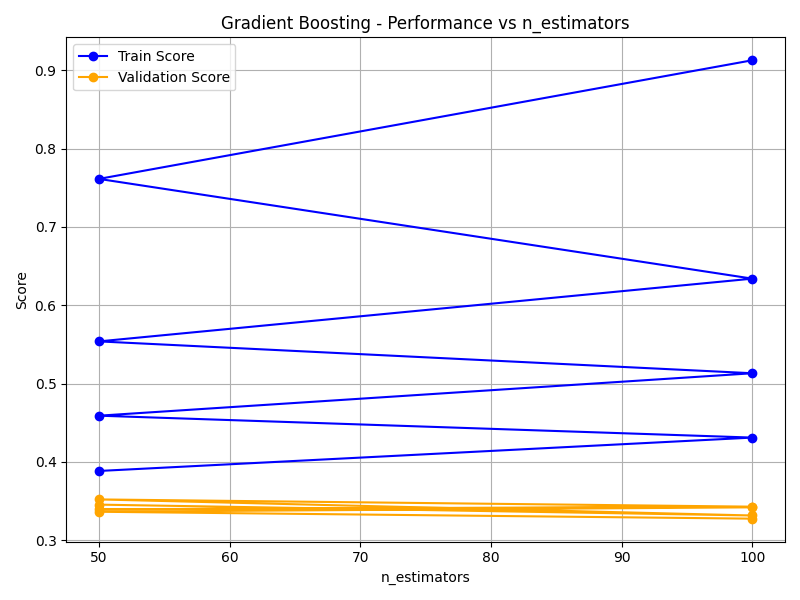 Gradient Boosting - Performance vs n_estimators
Train Score
Validation Score
0.9
0.8
0.7
0.6
0.5
0.4
0.3
Score
50
60
70
80
90
100
n_estimators